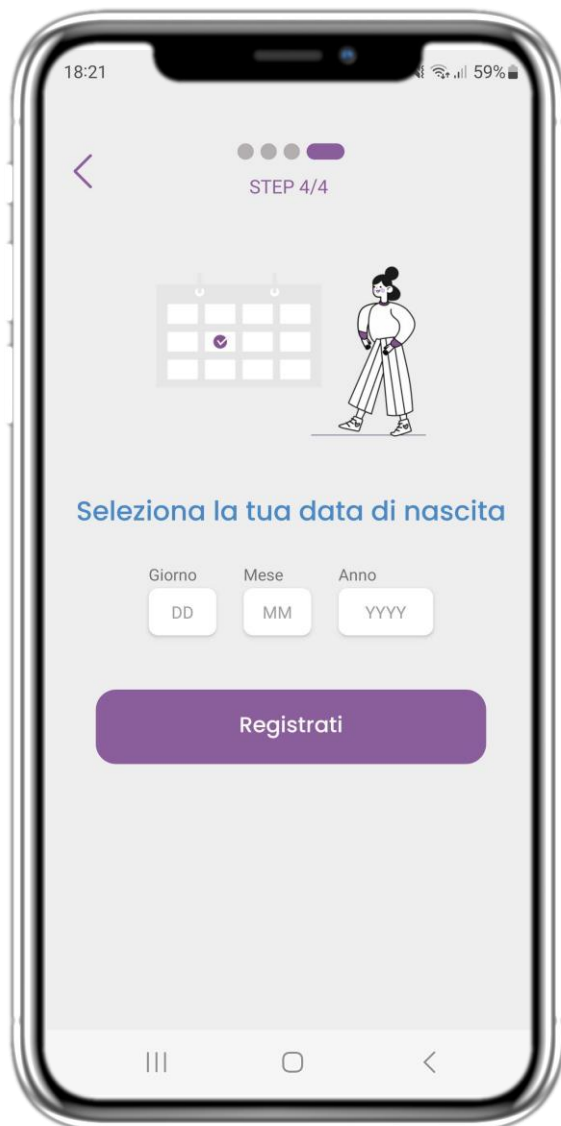 18:21
59%
STEP 4/4
Seleziona la tua data di nascita
Giorno Mese Anno
DD MM YYYY
Registrati